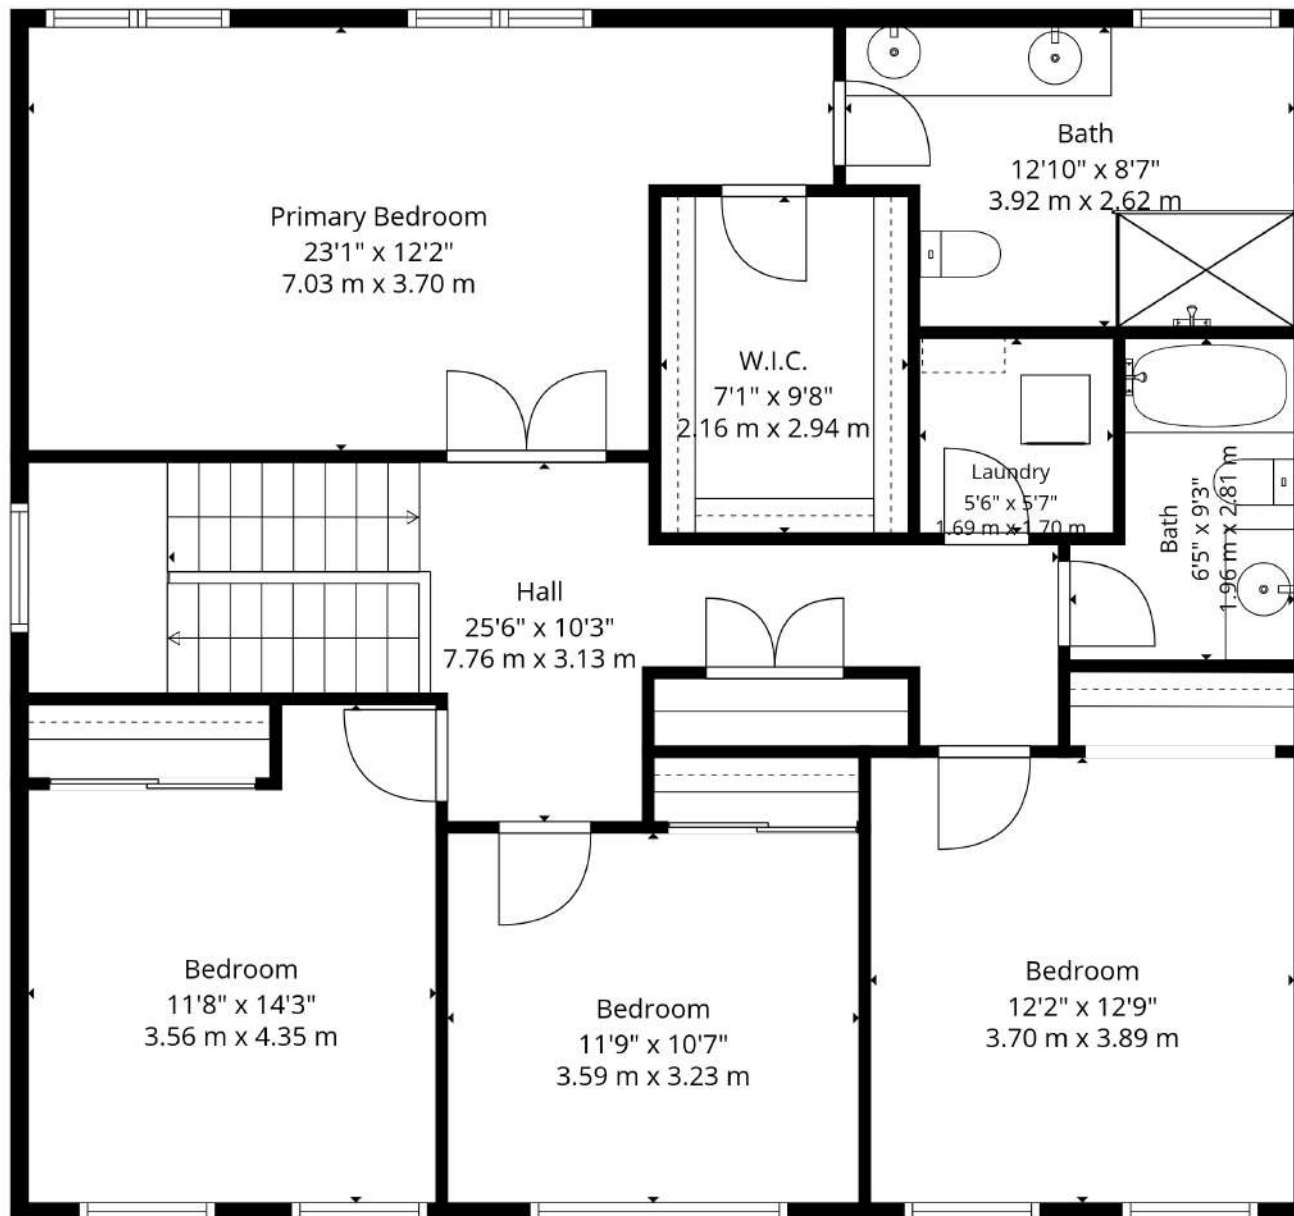 Primary Bedroom
23'1" x 12'2"
7.03 m x 3.70 m
Bath
12'10" x 8'7"
3.92 m x 2.62 m
W.I.C.
7'1" x 9'8"
2.16 m x 2.94 m
Laundry
5'6" x 5'7"
1.69 m x 1.70 m
Bath
6'5" x 9'3"
1.96 m x 2.81 m
Hall
25'6" x 10'3"
7.76 m x 3.13 m
Bedroom
11'8" x 14'3"
3.56 m x 4.35 m
Bedroom
11'9" x 10'7"
3.59 m x 3.23 m
Bedroom
12'2" x 12'9"
3.70 m x 3.89 m